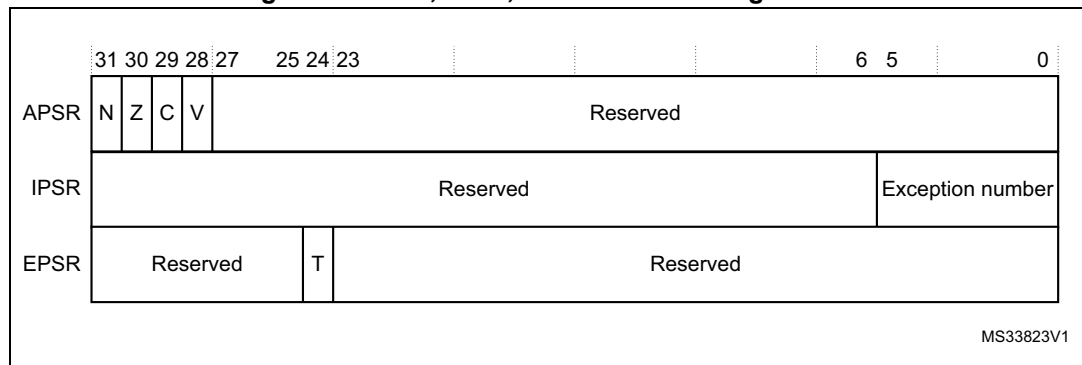 31 30 29 28 27 25 24 23 6 5 0
APSR N Z C V Reserved
IPSR Reserved Exception number
EPSR Reserved T Reserved
MS33823V1